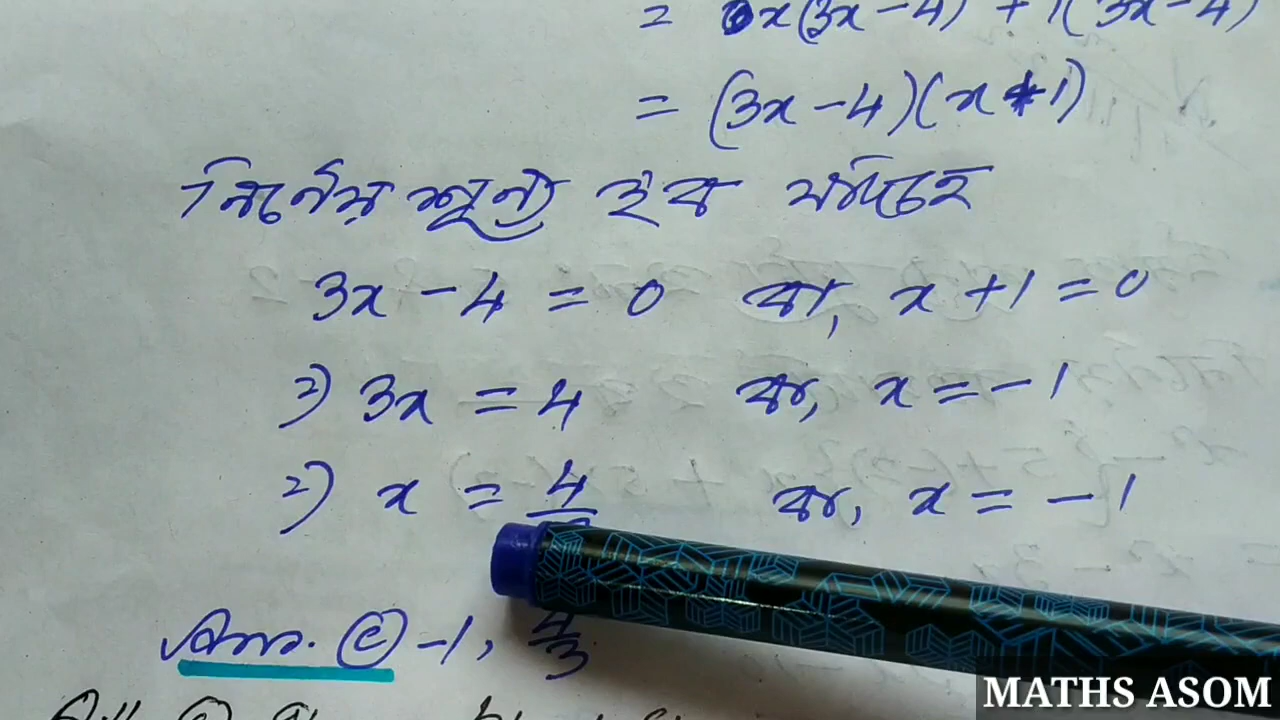 = x(3x-4) + 1(3x-4)
= (3x-4)(x+1)
নিৰ্ণেয় শূন্য হ'ব যদিহে
3x - 4 = 0 বা, x + 1 = 0
⇒) 3x = 4 বা, x = -1
⇒) x = 4 বা, x = -1
Ans. ⓒ -1, 4/3
MATHS ASOM